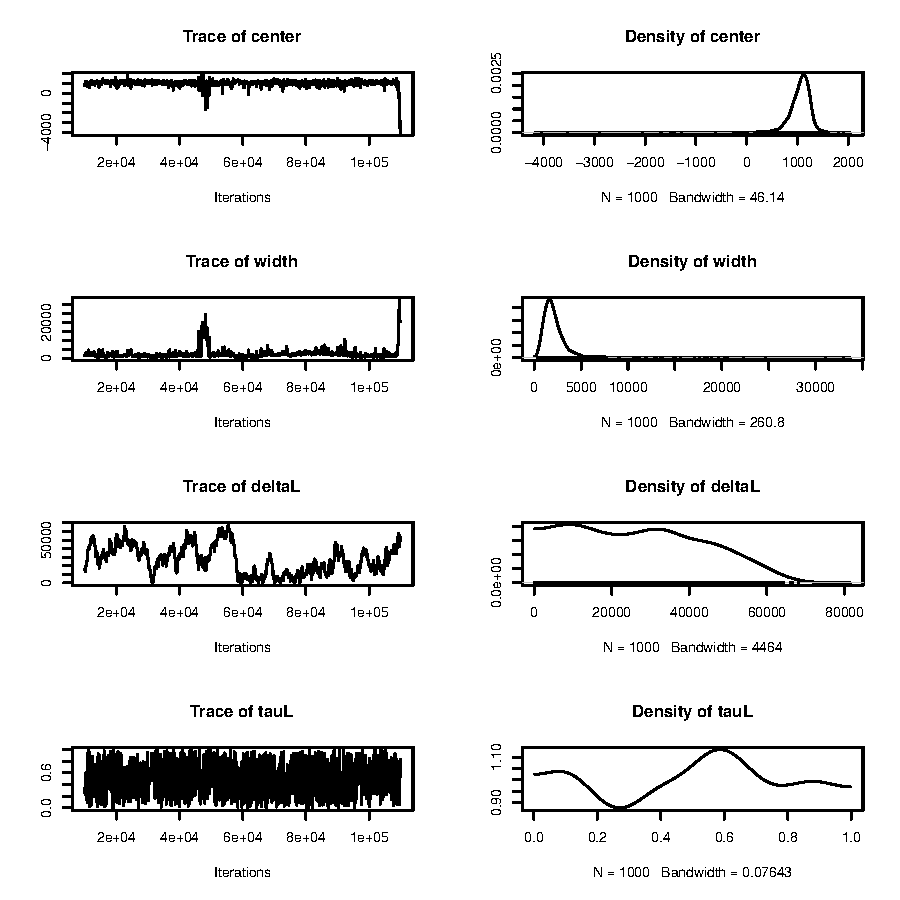 Trace of center
Density of center
−4000 0
0.0000 0.0025
2e+04 4e+04 6e+04 8e+04 1e+05
−4000 −3000 −2000 −1000 0 1000 2000
Iterations
N = 1000 Bandwidth = 46.14
Trace of width
Density of width
0 20000
0e+00
2e+04 4e+04 6e+04 8e+04 1e+05
0 5000 10000 20000 30000
Iterations
N = 1000 Bandwidth = 260.8
Trace of deltaL
Density of deltaL
0 50000
0.0e+00
2e+04 4e+04 6e+04 8e+04 1e+05
0 20000 40000 60000 80000
Iterations
N = 1000 Bandwidth = 4464
Trace of tauL
Density of tauL
0.0 0.6
0.90 1.10
2e+04 4e+04 6e+04 8e+04 1e+05
0.0 0.2 0.4 0.6 0.8 1.0
Iterations
N = 1000 Bandwidth = 0.07643